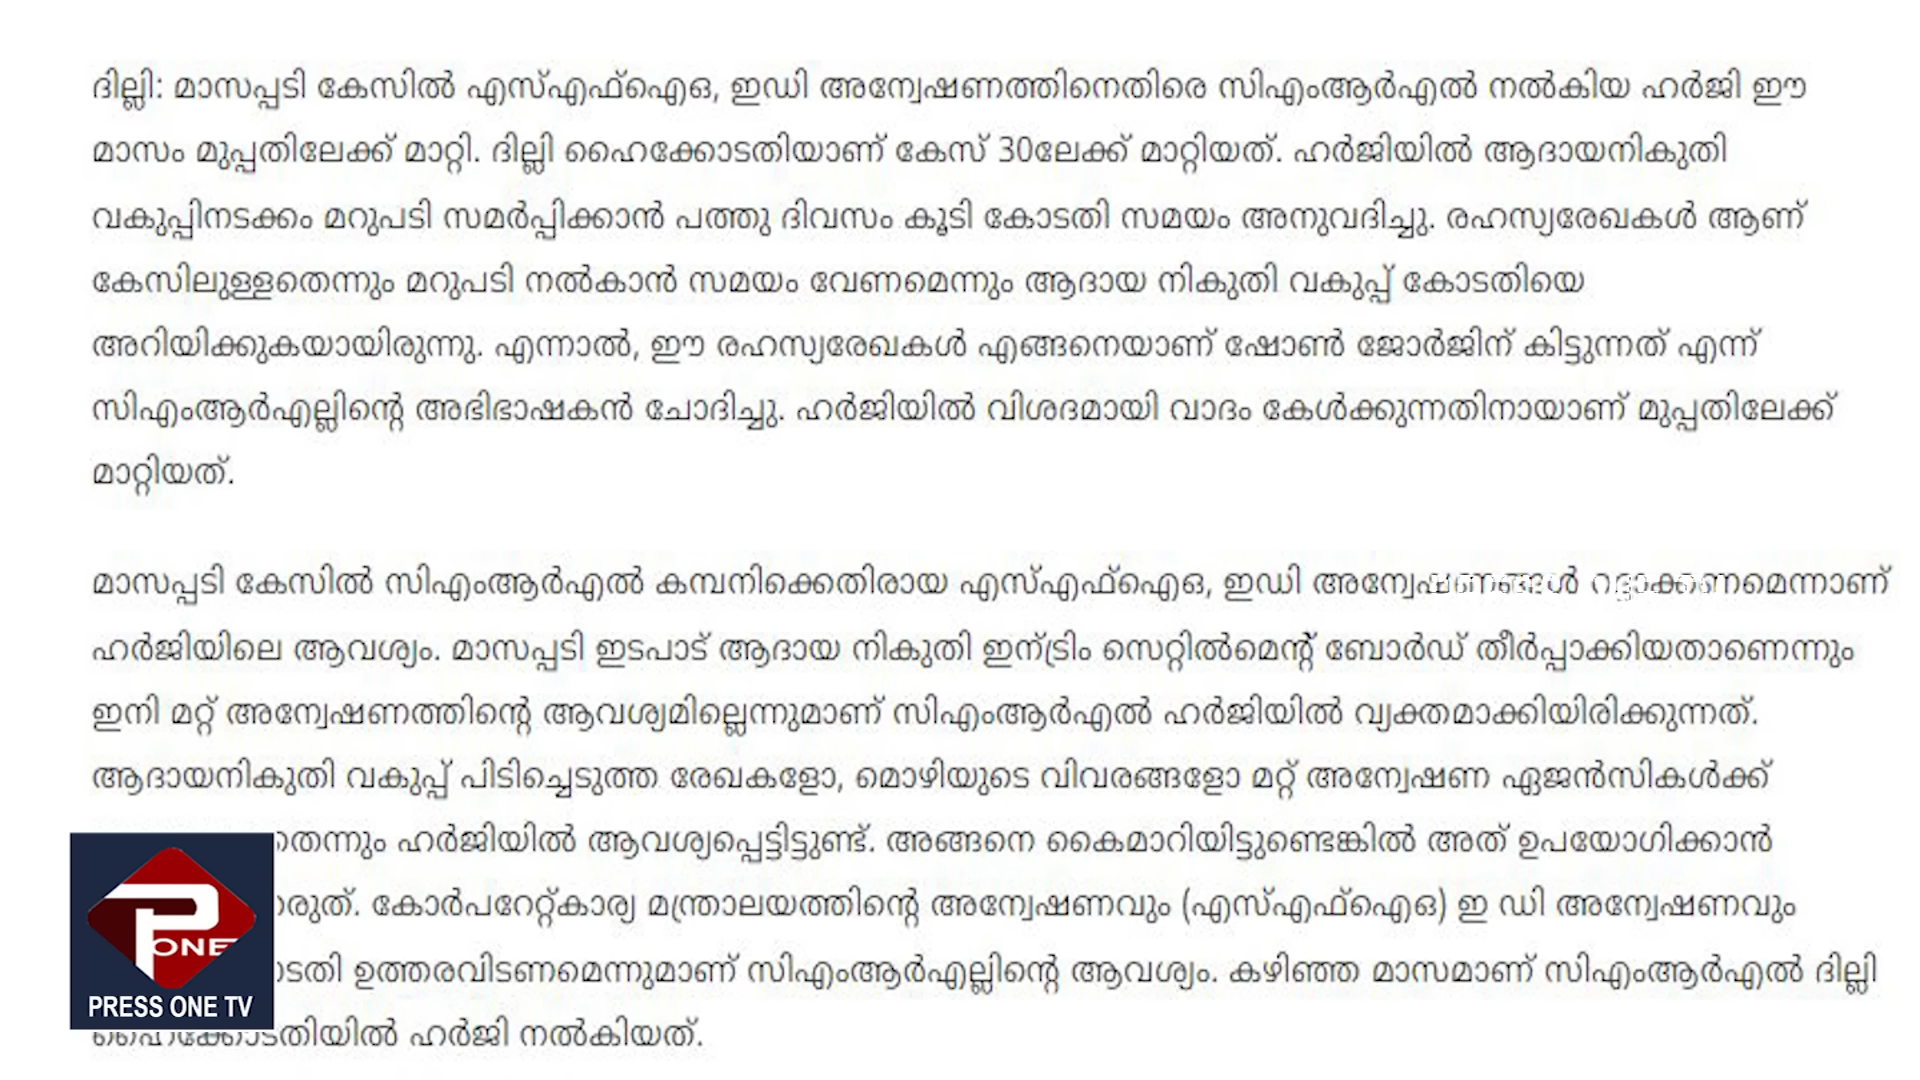 ദില്ലി: മാസപ്പടി കേസിൽ എസ്എഫ്ഐഒ, ഇഡി അന്വേഷണത്തിനെതിരെ സിഎംആർഎൽ നൽകിയ ഹർജി ഈ
മാസം മുപ്പതിലേക്ക് മാറ്റി. ദില്ലി ഹൈക്കോടതിയാണ് കേസ് 30ലേക്ക് മാറ്റിയത്. ഹർജിയിൽ ആദായനികുതി
വകുപ്പിനടക്കം മറുപടി സമർപ്പിക്കാൻ പത്തു ദിവസം കൂടി കോടതി സമയം അനുവദിച്ചു. രഹസ്യരേഖകൾ ആണ്
കേസിലുള്ളതെന്നും മറുപടി നൽകാൻ സമയം വേണമെന്നും ആദായ നികുതി വകുപ്പ് കോടതിയെ
അറിയിക്കുകയായിരുന്നു. എന്നാൽ, ഈ രഹസ്യരേഖകൾ എങ്ങനെയാണ് ഷോൺ ജോർജിന് കിട്ടുന്നത് എന്ന്
സിഎംആർഎല്ലിന്റെ അഭിഭാഷകൻ ചോദിച്ചു. ഹർജിയിൽ വിശദമായി വാദം കേൾക്കുന്നതിനായാണ് മുപ്പതിലേക്ക്
മാറ്റിയത്.
മാസപ്പടി കേസിൽ സിഎംആർഎൽ കമ്പനിക്കെതിരായ എസ്എഫ്ഐഒ, ഇഡി അന്വേഷണങ്ങൾ റദ്ദാക്കണമെന്നാണ്
ഹർജിയിലെ ആവശ്യം. മാസപ്പടി ഇടപാട് ആദായ നികുതി ഇന്ട്രിം സെറ്റിൽമെന്റ് ബോർഡ് തീർപ്പാക്കിയതാണെന്നും
ഇനി മറ്റ് അന്വേഷണത്തിന്റെ ആവശ്യമില്ലെന്നുമാണ് സിഎംആർഎൽ ഹർജിയിൽ വ്യക്തമാക്കിയിരിക്കുന്നത്.
ആദായനികുതി വകുപ്പ് പിടിച്ചെടുത്ത രേഖകളോ, മൊഴിയുടെ വിവരങ്ങളോ മറ്റ് അന്വേഷണ ഏജൻസികൾക്ക്
തെന്നും ഹർജിയിൽ ആവശ്യപ്പെട്ടിട്ടുണ്ട്. അങ്ങനെ കൈമാറിയിട്ടുണ്ടെങ്കിൽ അത് ഉപയോഗിക്കാൻ
രുത്. കോർപറേറ്റ്കാര്യ മന്ത്രാലയത്തിന്റെ അന്വേഷണവും (എസ്എഫ്ഐഒ) ഇ ഡി അന്വേഷണവും
ടതി ഉത്തരവിടണമെന്നുമാണ് സിഎംആർഎല്ലിന്റെ ആവശ്യം. കഴിഞ്ഞ മാസമാണ് സിഎംആർഎൽ ദില്ലി
ഹൈക്കോടതിയിൽ ഹർജി നൽകിയത്.
P ONE
PRESS ONE TV